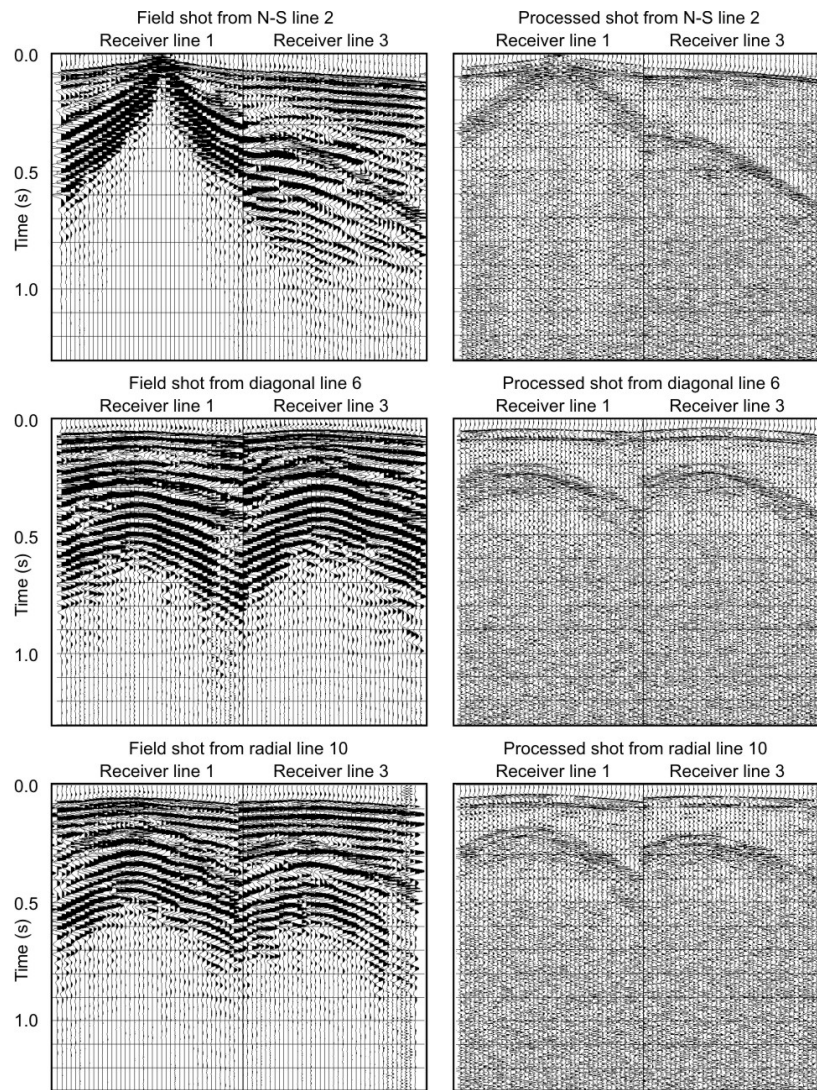 Field shot from N-S line 2
Receiver line 1 Receiver line 3
Processed shot from N-S line 2
Receiver line 1 Receiver line 3
0.0
0.5
1.0
Time (s)
Field shot from diagonal line 6
Receiver line 1 Receiver line 3
Processed shot from diagonal line 6
Receiver line 1 Receiver line 3
0.0
0.5
1.0
Time (s)
Field shot from radial line 10
Receiver line 1 Receiver line 3
Processed shot from radial line 10
Receiver line 1 Receiver line 3
0.0
0.5
1.0
Time (s)